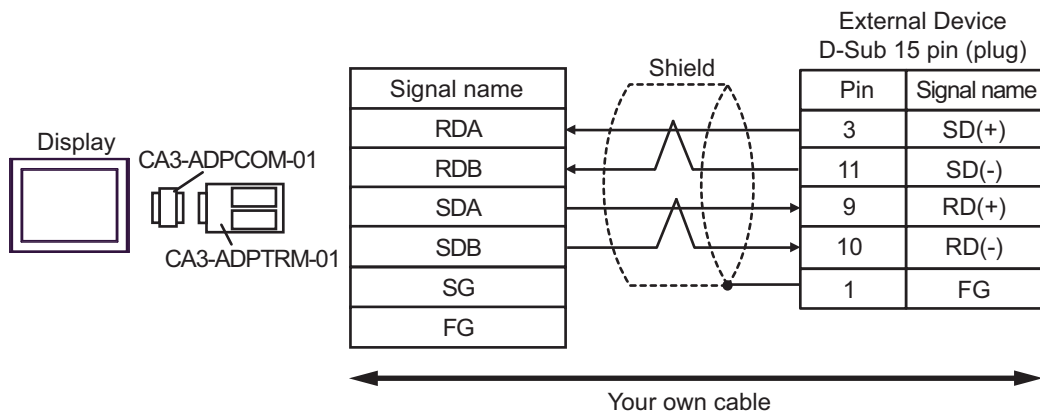 External Device
D-Sub 15 pin (plug)
Shield
Signal name
Pin
Signal name
RDA
3
SD(+)
Display
CA3-ADPCOM-01
RDB
11
SD(-)
SDA
9
RD(+)
CA3-ADPTRM-01
SDB
10
RD(-)
SG
1
FG
FG
Your own cable